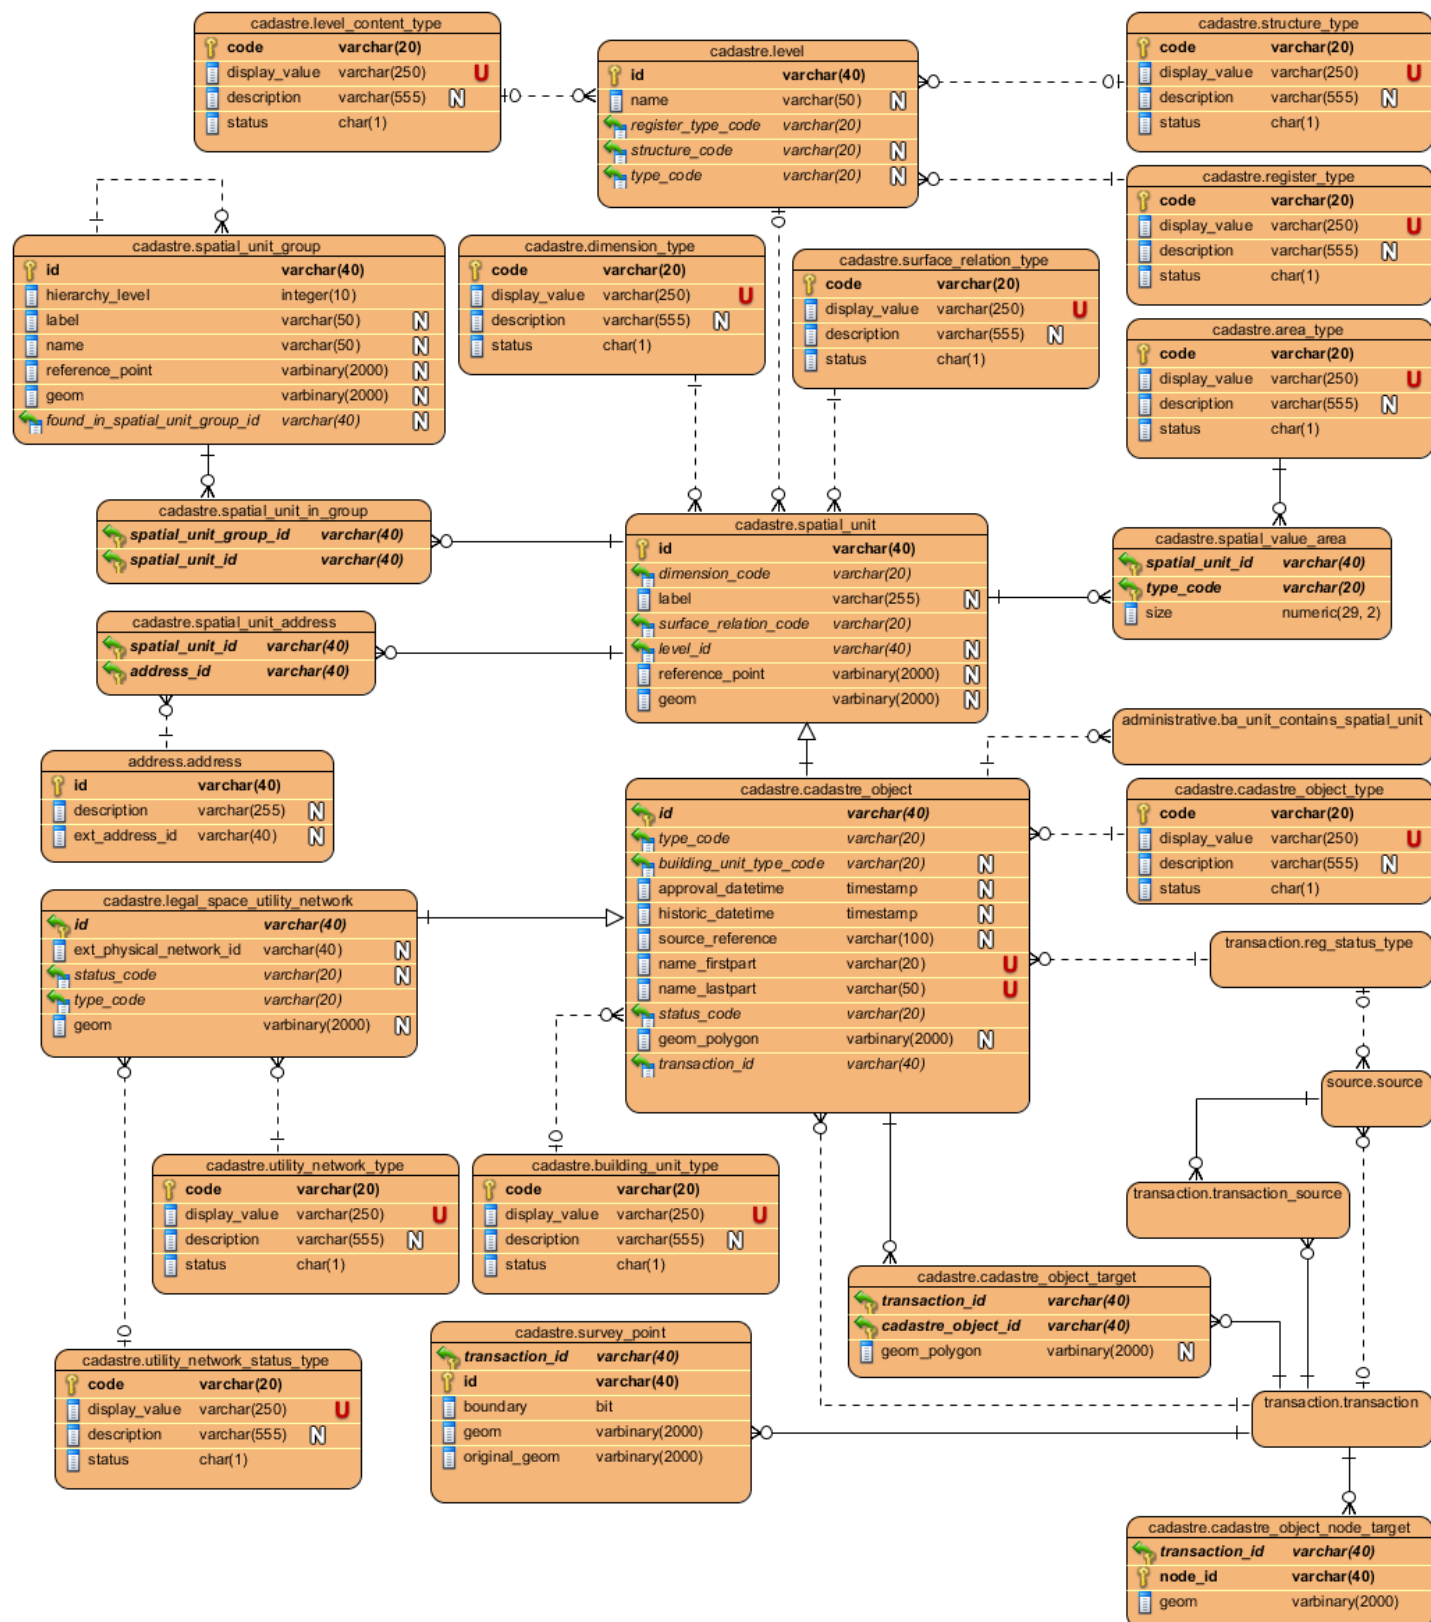 cadastre.level_content_type
code varchar(20)
display_value varchar(250) U
description varchar(555) N
status char(1)
cadastre.level
id varchar(40)
name varchar(50) N
register_type_code varchar(20)
structure_code varchar(20) N
type_code varchar(20) N
cadastre.structure_type
code varchar(20)
display_value varchar(250) U
description varchar(555) N
status char(1)
cadastre.register_type
code varchar(20)
display_value varchar(250) U
description varchar(555) N
status char(1)
cadastre.spatial_unit_group
id varchar(40)
hierarchy_level integer(10)
label varchar(50) N
name varchar(50) N
reference_point varbinary(2000) N
geom varbinary(2000) N
found_in_spatial_unit_group_id varchar(40) N
cadastre.dimension_type
code varchar(20)
display_value varchar(250) U
description varchar(555) N
status char(1)
cadastre.surface_relation_type
code varchar(20)
display_value varchar(250) U
description varchar(555) N
status char(1)
cadastre.area_type
code varchar(20)
display_value varchar(250) U
description varchar(555) N
status char(1)
cadastre.spatial_unit_in_group
spatial_unit_group_id varchar(40)
spatial_unit_id varchar(40)
cadastre.spatial_unit
id varchar(40)
dimension_code varchar(20)
label varchar(255) N
surface_relation_code varchar(20)
level_id varchar(40) N
reference_point varbinary(2000) N
geom varbinary(2000) N
cadastre.spatial_value_area
spatial_unit_id varchar(40)
type_code varchar(20)
size numeric(29, 2)
cadastre.spatial_unit_address
spatial_unit_id varchar(40)
address_id varchar(40)
administrative.ba_unit_contains_spatial_unit
address.address
id varchar(40)
description varchar(255) N
ext_address_id varchar(40) N
cadastre.cadastre_object
id varchar(40)
type_code varchar(20)
building_unit_type_code varchar(20) N
approval_datetime timestamp N
historic_datetime timestamp N
source_reference varchar(100) N
name_firstpart varchar(20) U
name_lastpart varchar(50) U
status_code varchar(20)
geom_polygon varbinary(2000) N
transaction_id varchar(40)
cadastre.cadastre_object_type
code varchar(20)
display_value varchar(250) U
description varchar(555) N
status char(1)
cadastre.legal_space_utility_network
id varchar(40)
ext_physical_network_id varchar(40) N
status_code varchar(20) N
type_code varchar(20)
geom varbinary(2000) N
transaction.reg_status_type
source.source
cadastre.utility_network_type
code varchar(20)
display_value varchar(250) U
description varchar(555) N
status char(1)
cadastre.building_unit_type
code varchar(20)
display_value varchar(250) U
description varchar(555) N
status char(1)
transaction.transaction_source
cadastre.cadastre_object_target
transaction_id varchar(40)
cadastre_object_id varchar(40)
geom_polygon varbinary(2000) N
cadastre.survey_point
transaction_id varchar(40)
id varchar(40)
boundary bit
geom varbinary(2000)
original_geom varbinary(2000)
cadastre.utility_network_status_type
code varchar(20)
display_value varchar(250) U
description varchar(555) N
status char(1)
transaction.transaction
cadastre.cadastre_object_node_target
transaction_id varchar(40)
node_id varchar(40)
geom varbinary(2000)